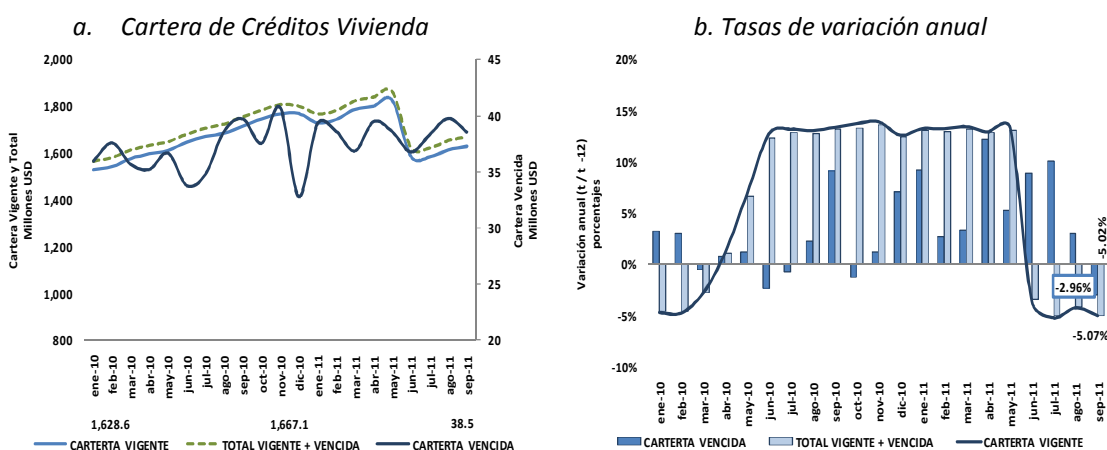 a. Cartera de Créditos Vivienda
Cartera Vigente y Total
Millones USD
2,000
1,800
1,600
1,400
1,200
1,000
800
45
40
35
30
25
20
Cartera Vencida
Millones USD
ene-10
feb-10
mar-10
abr-10
may-10
jun-10
jul-10
ago-10
sep-10
oct-10
nov-10
dic-10
ene-11
feb-11
mar-11
abr-11
may-11
jun-11
jul-11
ago-11
sep-11
1,628.6 1,667.1 38.5
CARTERTA VIGENTE TOTAL VIGENTE + VENCIDA CARTERTA VENCIDA
b. Tasas de variación anual
Variación anual (t / t -12)
porcentajes
20%
15%
10%
5%
0%
-5%
-10%
-5.02%
-2.96%
-5.07%
ene-10
feb-10
mar-10
abr-10
may-10
jun-10
jul-10
ago-10
sep-10
oct-10
nov-10
dic-10
ene-11
feb-11
mar-11
abr-11
may-11
jun-11
jul-11
ago-11
sep-11
CARTERTA VENCIDA TOTAL VIGENTE + VENCIDA CARTERTA VIGENTE